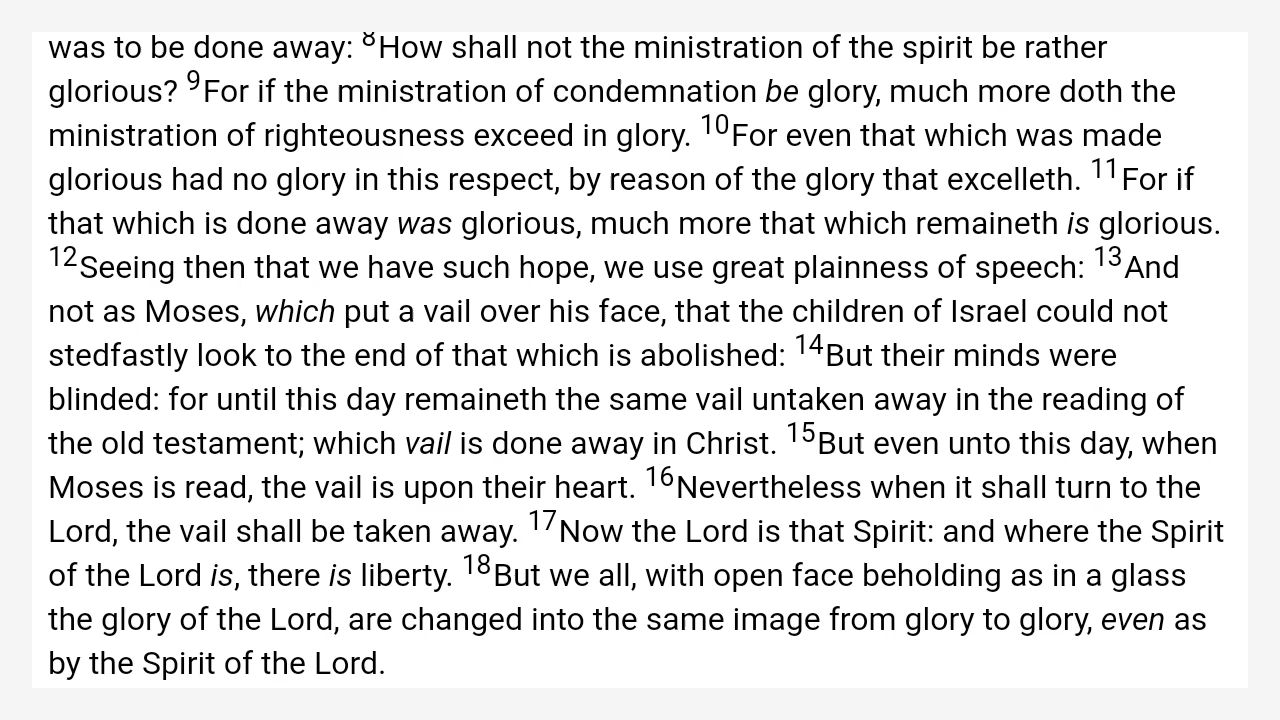 was to be done away: 8How shall not the ministration of the spirit be rather
glorious? 9For if the ministration of condemnation be glory, much more doth the
ministration of righteousness exceed in glory. 10For even that which was made
glorious had no glory in this respect, by reason of the glory that excelleth. 11For if
that which is done away was glorious, much more that which remaineth is glorious.
12Seeing then that we have such hope, we use great plainness of speech: 13And
not as Moses, which put a vail over his face, that the children of Israel could not
stedfastly look to the end of that which is abolished: 14But their minds were
blinded: for until this day remaineth the same vail untaken away in the reading of
the old testament; which vail is done away in Christ. 15But even unto this day, when
Moses is read, the vail is upon their heart. 16Nevertheless when it shall turn to the
Lord, the vail shall be taken away. 17Now the Lord is that Spirit: and where the Spirit
of the Lord is, there is liberty. 18But we all, with open face beholding as in a glass
the glory of the Lord, are changed into the same image from glory to glory, even as
by the Spirit of the Lord.